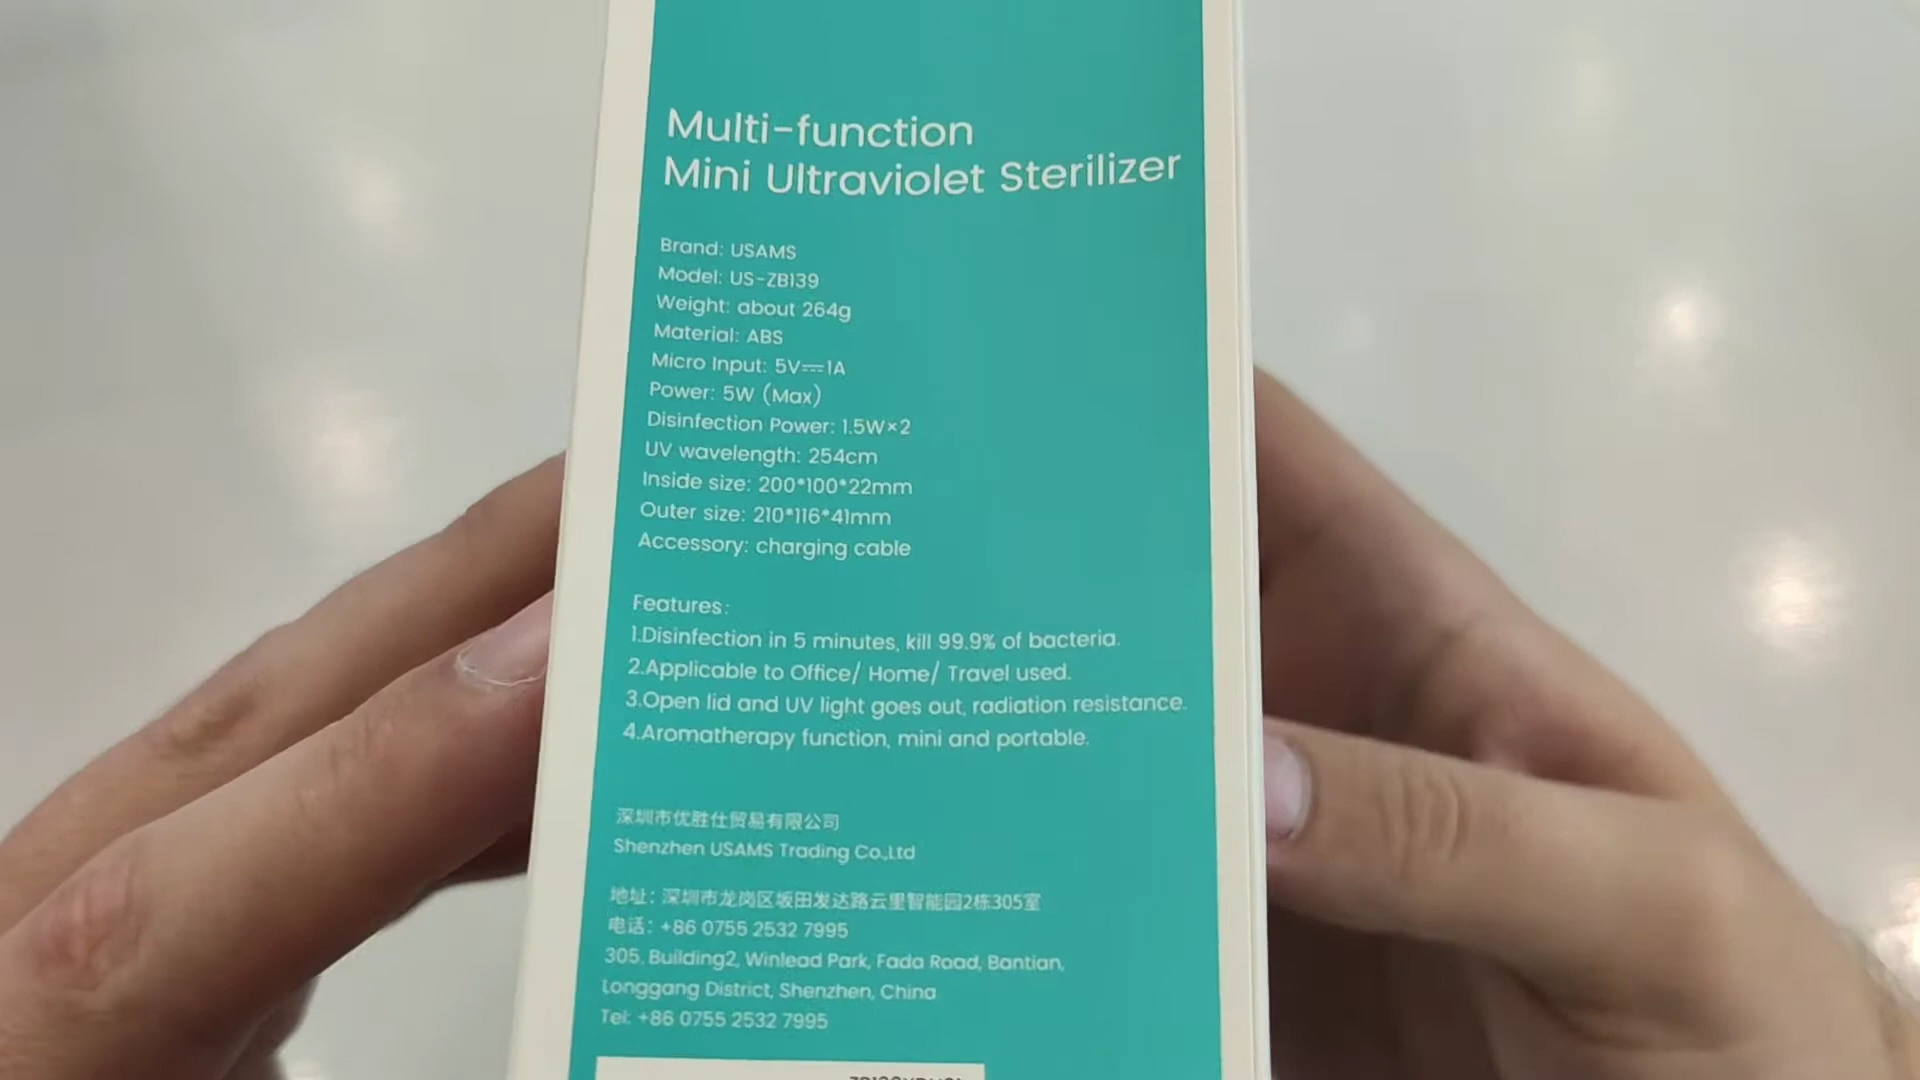 Multi-function
Mini Ultraviolet Sterilizer
Brand: USAMS
Model: US-ZB139
Weight: about 264g
Material: ABS
Micro Input: 5V⎓1A
Power: 5W (Max)
Disinfection Power: 1.5W×2
UV wavelength: 254cm
Inside size: 200*100*22mm
Outer size: 210*116*41mm
Accessory: charging cable
Features:
1.Disinfection in 5 minutes, kill 99.9% of bacteria.
2.Applicable to Office/ Home/ Travel used.
3.Open lid and UV light goes out, radiation resistance.
4.Aromatherapy function, mini and portable.
深圳市优胜仕贸易有限公司
Shenzhen USAMS Trading Co.,Ltd
地址：深圳市龙岗区坂田发达路云里智能园2栋305室
电话：+86 0755 2532 7995
305, Building2, Winlead Park, Fada Road, Bantian,
Longgang District, Shenzhen, China
Tel: +86 0755 2532 7995